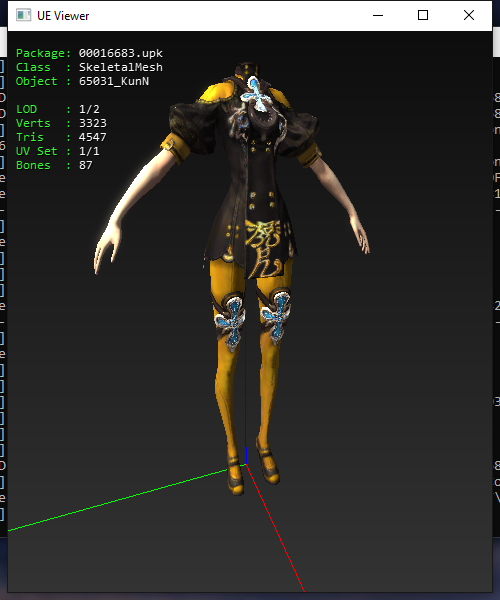 UE Viewer
Package: 00016683.upk
Class : SkeletalMesh
Object : 65031_KunN
LOD : 1/2
Verts : 3323
Tris : 4547
UV Set : 1/1
Bones : 87